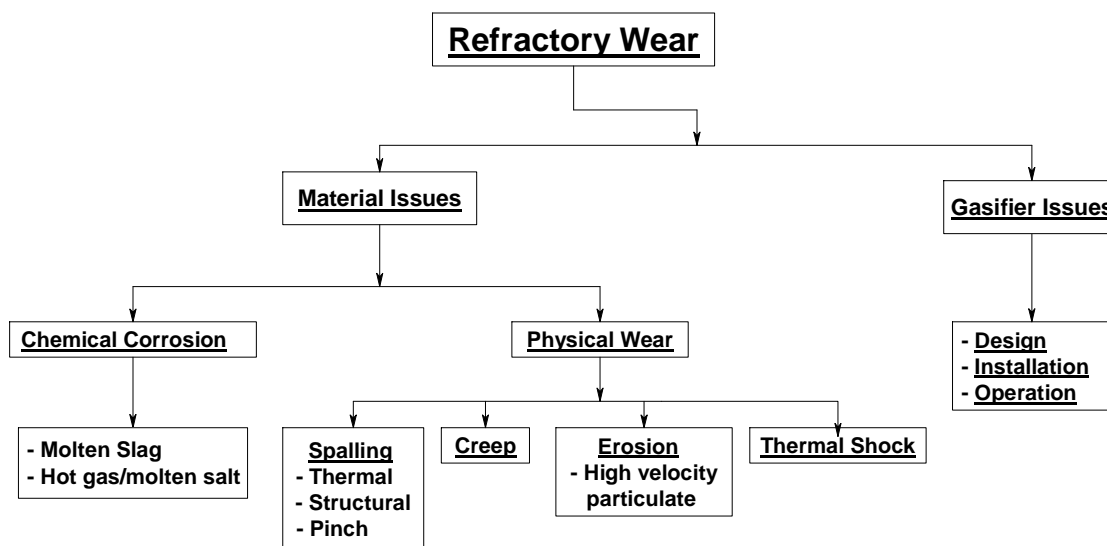 Refractory Wear
Material Issues
Gasifier Issues
Chemical Corrosion
Physical Wear
- Design
- Installation
- Operation
- Molten Slag
- Hot gas/molten salt
Spalling
- Thermal
- Structural
- Pinch
Creep
Erosion
- High velocity
particulate
Thermal Shock